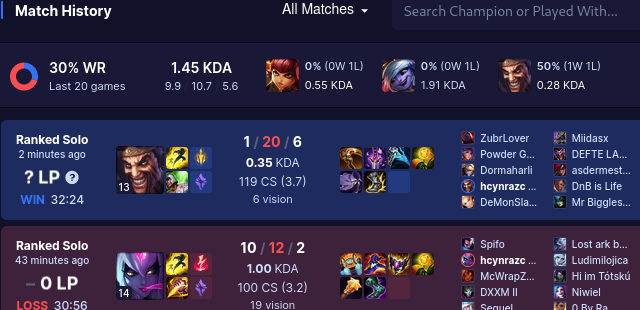 Match History
All Matches
Search Champion or Played With...
30% WR
Last 20 games
1.45 KDA
9.9 / 10.7 / 5.6
0% (0W 1L)
0.55 KDA
0% (0W 1L)
1.91 KDA
50% (1W 1L)
0.28 KDA
Ranked Solo
2 minutes ago
? LP ?
WIN 32:24
13
1 / 20 / 6
0.35 KDA
119 CS (3.7)
6 vision
ZubrLover
Powder G...
Dormaharli
hcynrazc ...
DeMonSla...
Miidasx
DEFTE LA...
asdermest...
DnB is Life
Mr Biggles...
Ranked Solo
43 minutes ago
– 0 LP
LOSS 30:56
14
10 / 12 / 2
1.00 KDA
100 CS (3.2)
19 vision
Spifo
hcynrazc ...
McWrapZ...
DXXM II
Sequel
Lost ark b...
Ludimilojica
Hi im Tótskú
Niwiel
0 By Ra